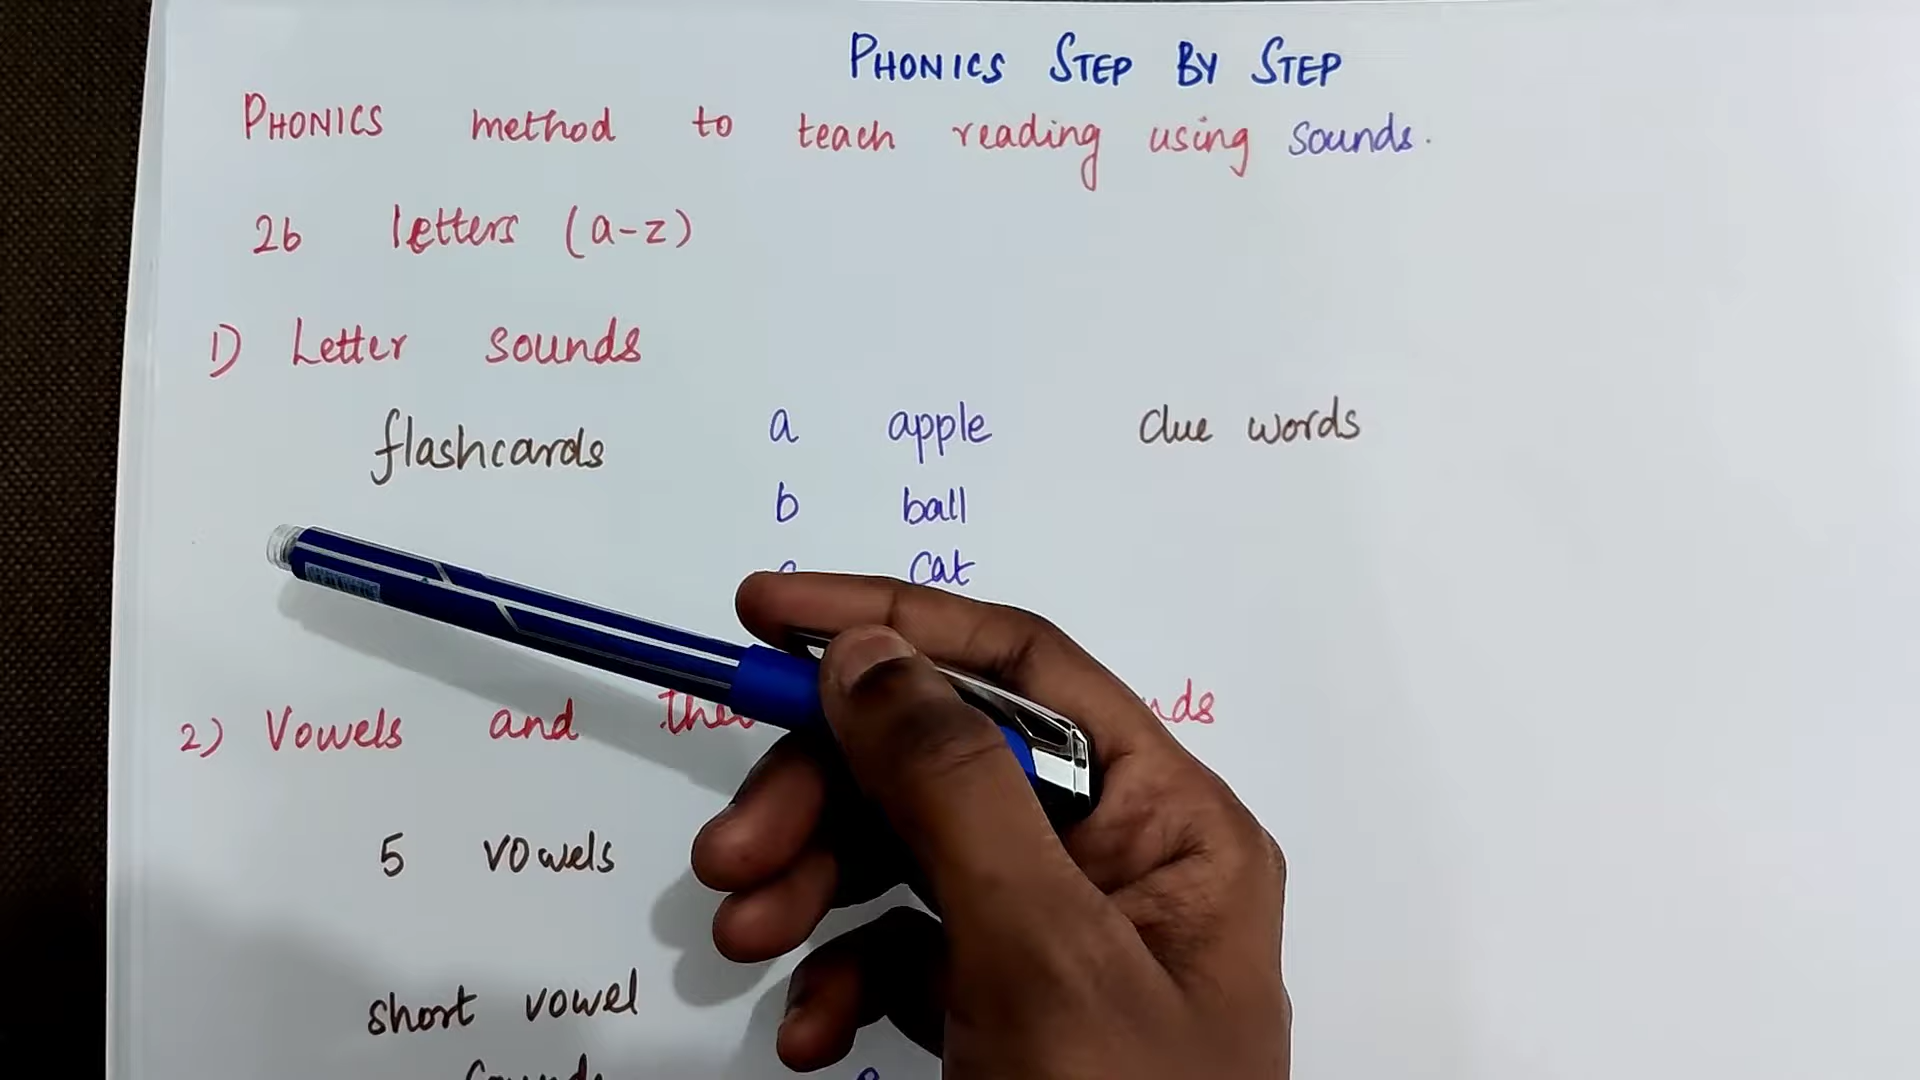 PHONICS STEP BY STEP
PHONICS method to teach reading using sounds.
26 letters (a-z)
1) Letter sounds
flashcards a apple clue words
b ball
cat
2) Vowels and
5 vowels
short vowel